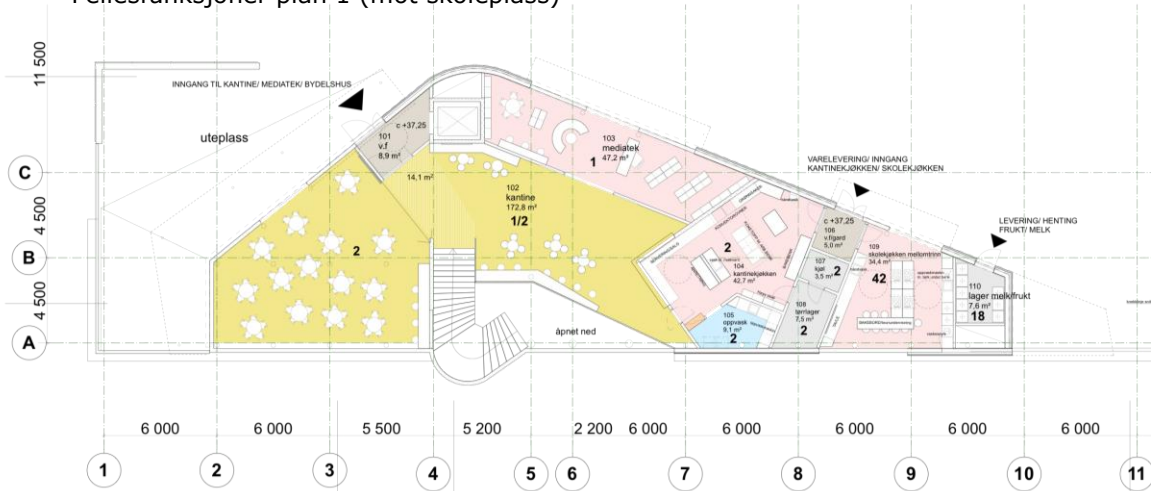 Fellesfunksjoner plan 1 (mot skoleplass)
11 500
INNGANG TIL KANTINE/ MEDIATEK/ BYDELSHUS
uteplass
c +37,25
101
v.f
8,9 m²
14,1 m²
103
mediatek
47,2 m²
1
C
102
kantine
172,8 m²
1/2
VARELEVERING/ INNGANG
KANTINEKJØKKEN/ SKOLEKJØKKEN
LEVERING/ HENTING
FRUKT/ MELK
4 500
B
2
2
104
kantinekjøkken
42,7 m²
c +37,25
106
v.f/gard
5,0 m²
107
kjøl
3,5 m²
2
109
skolekjøkken mellomtrinn
34,4 m²
42
110
lager melk/frukt
7,6 m²
18
4 500
A
åpnet ned
105
oppvask
9,1 m²
2
108
tørrlager
7,5 m²
2
6 000
6 000
5 500
5 200
2 200
6 000
6 000
6 000
6 000
6 000
1
2
3
4
5
6
7
8
9
10
11